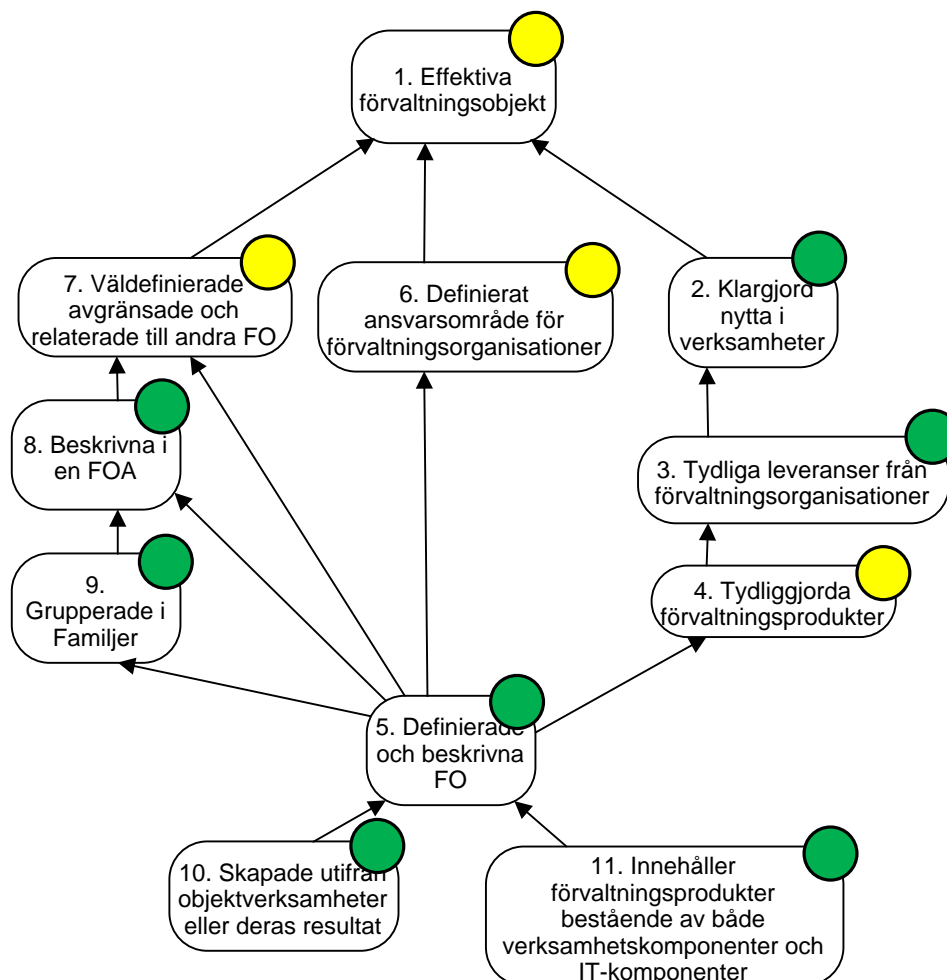 1. Effektiva
förvaltningsobjekt
7. Väldefinierade
avgränsade och
relaterade till andra FO
6. Definierat
ansvarsområde för
förvaltningsorganisationer
2. Klargjord
nytta i
verksamheter
8. Beskrivna i
en FOA
3. Tydliga leveranser från
förvaltningsorganisationer
9.
Grupperade i
Familjer
4. Tydliggjorda
förvaltningsprodukter
5. Definierade
och beskrivna
FO
10. Skapade utifrån
objektverksamheter
eller deras resultat
11. Innehåller
förvaltningsprodukter
bestående av både
verksamhetskomponenter och
IT-komponenter